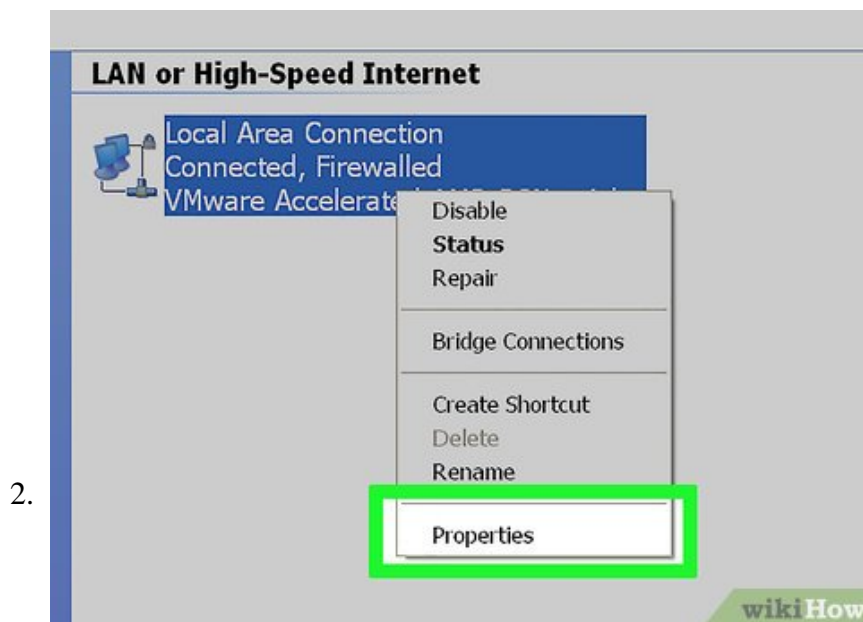 LAN or High-Speed Internet
Local Area Connection
Connected, Firewalled
VMware Accelerate
Disable
Status
Repair
Bridge Connections
Create Shortcut
Delete
Rename
2.
Properties
wikiHow